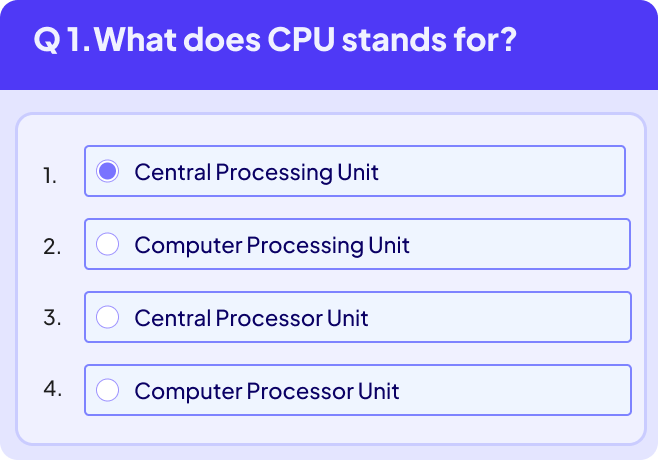 Q 1.What does CPU stands for?
1. Central Processing Unit
2. Computer Processing Unit
3. Central Processor Unit
4. Computer Processor Unit